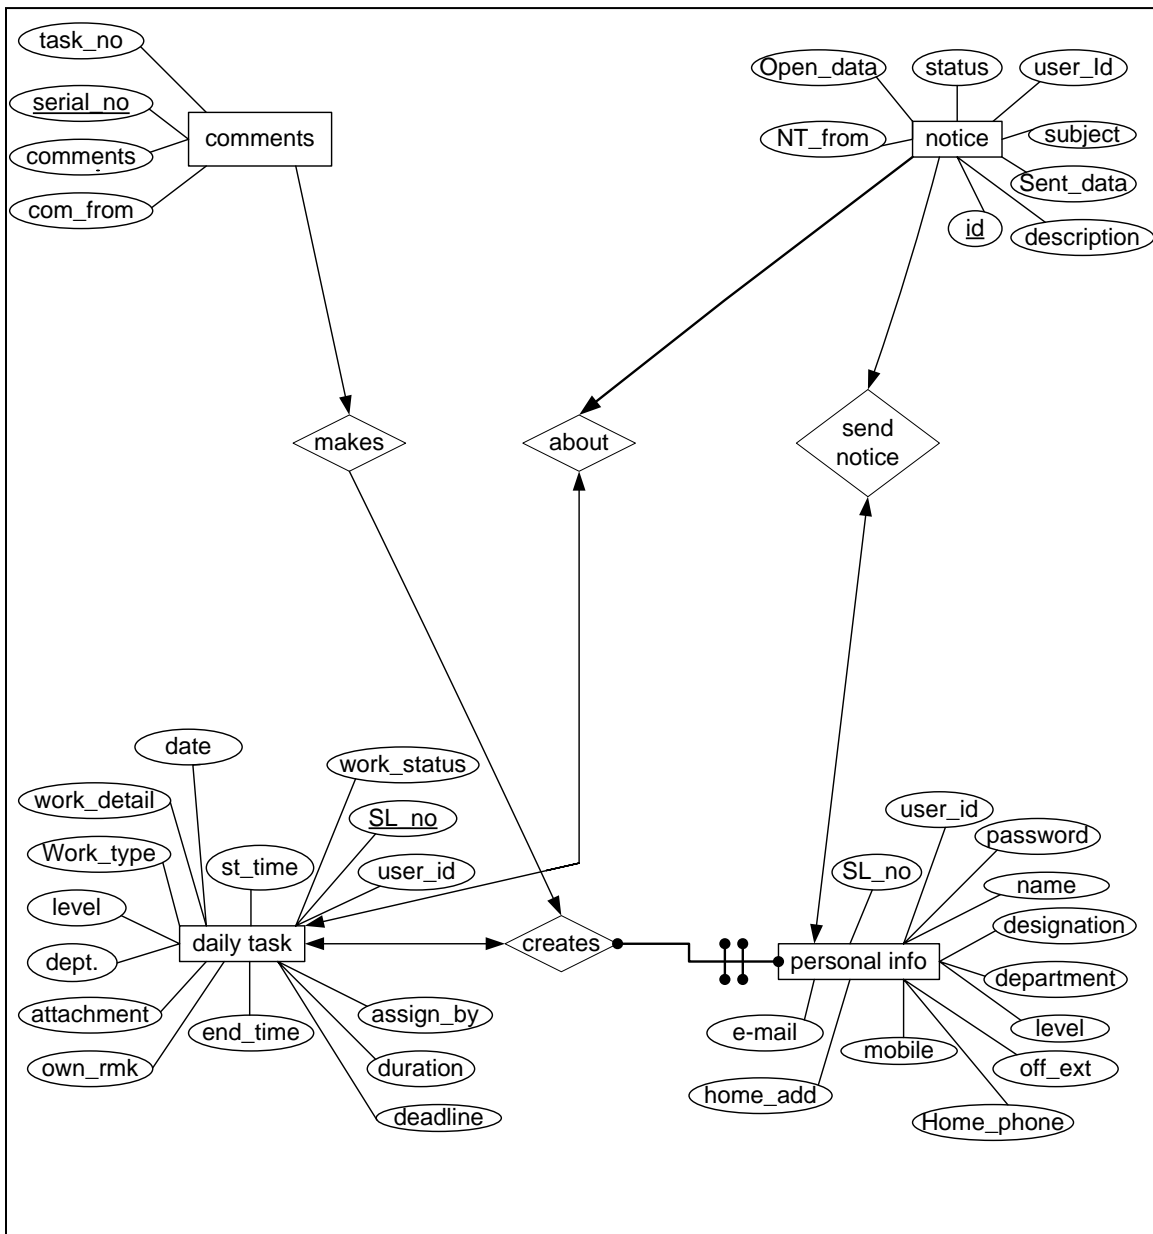 task_no
serial_no
comments
com_from
comments
Open_data
status
user_Id
NT_from
notice
subject
Sent_data
id
description
makes
about
send
notice
date
work_status
work_detail
SL_no
Work_type
st_time
user_id
level
daily task
dept.
attachment
end_time
assign_by
own_rmk
duration
deadline
creates
user_id
password
SL_no
name
designation
personal info
department
e-mail
level
mobile
off_ext
home_add
Home_phone